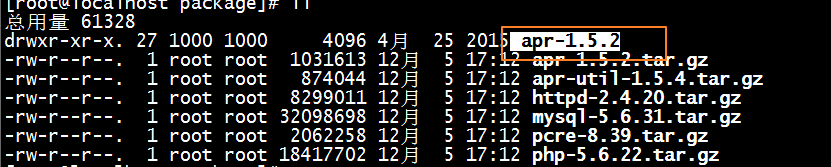 [root@localhost package]# ll
总用量 61328
drwxr-xr-x. 27 1000 1000     4096 4月  25 2015 apr-1.5.2
-rw-r--r--.  1 root root  1031613 12月  5 17:12 apr-1.5.2.tar.gz
-rw-r--r--.  1 root root   874044 12月  5 17:12 apr-util-1.5.4.tar.gz
-rw-r--r--.  1 root root  8299011 12月  5 17:12 httpd-2.4.20.tar.gz
-rw-r--r--.  1 root root 32098698 12月  5 17:12 mysql-5.6.31.tar.gz
-rw-r--r--.  1 root root  2062258 12月  5 17:12 pcre-8.39.tar.gz
-rw-r--r--.  1 root root 18417702 12月  5 17:12 php-5.6.22.tar.gz